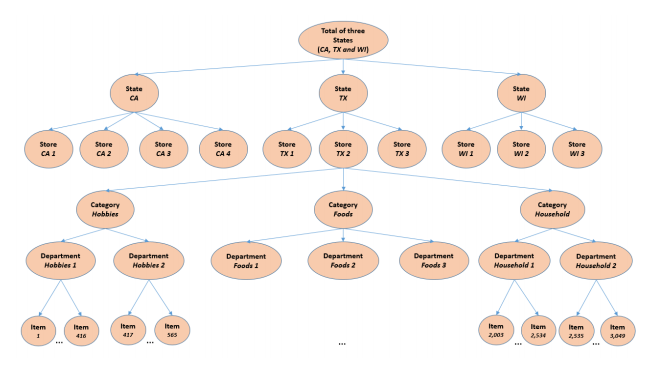 Total of three
States
(CA, TX and WI)
State
CA
State
TX
State
WI
Store
CA 1
Store
CA 2
Store
CA 3
Store
CA 4
Store
TX 1
Store
TX 2
Store
TX 3
Store
WI 1
Store
WI 2
Store
WI 3
Category
Hobbies
Category
Foods
Category
Household
Department
Hobbies 1
Department
Hobbies 2
Department
Foods 1
Department
Foods 2
Department
Foods 3
Department
Household 1
Department
Household 2
Item
1
...
Item
416
Item
417
...
Item
565
...
Item
2,003
...
Item
2,534
Item
2,535
...
Item
3,049